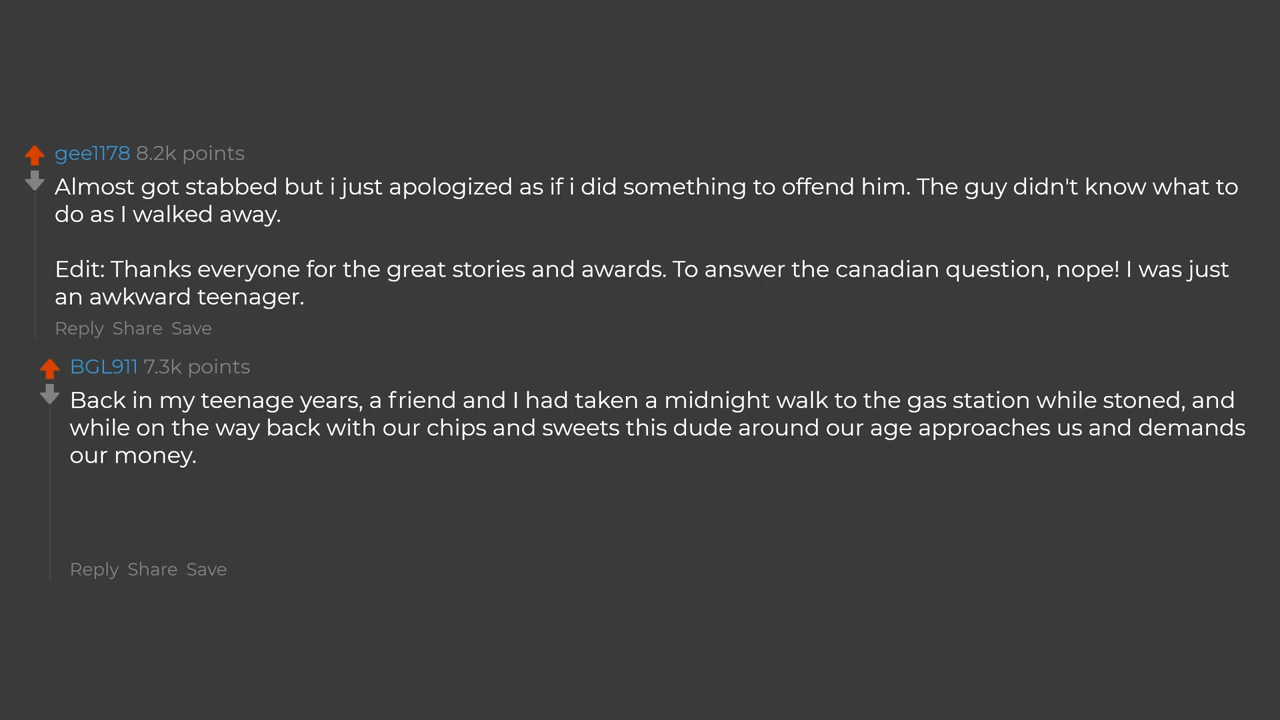 gee1178 8.2k points
Almost got stabbed but i just apologized as if i did something to offend him. The guy didn't know what to
do as I walked away.
Edit: Thanks everyone for the great stories and awards. To answer the canadian question, nope! I was just
an awkward teenager.
Reply Share Save
BGL911 7.3k points
Back in my teenage years, a friend and I had taken a midnight walk to the gas station while stoned, and
while on the way back with our chips and sweets this dude around our age approaches us and demands
our money.
Reply Share Save